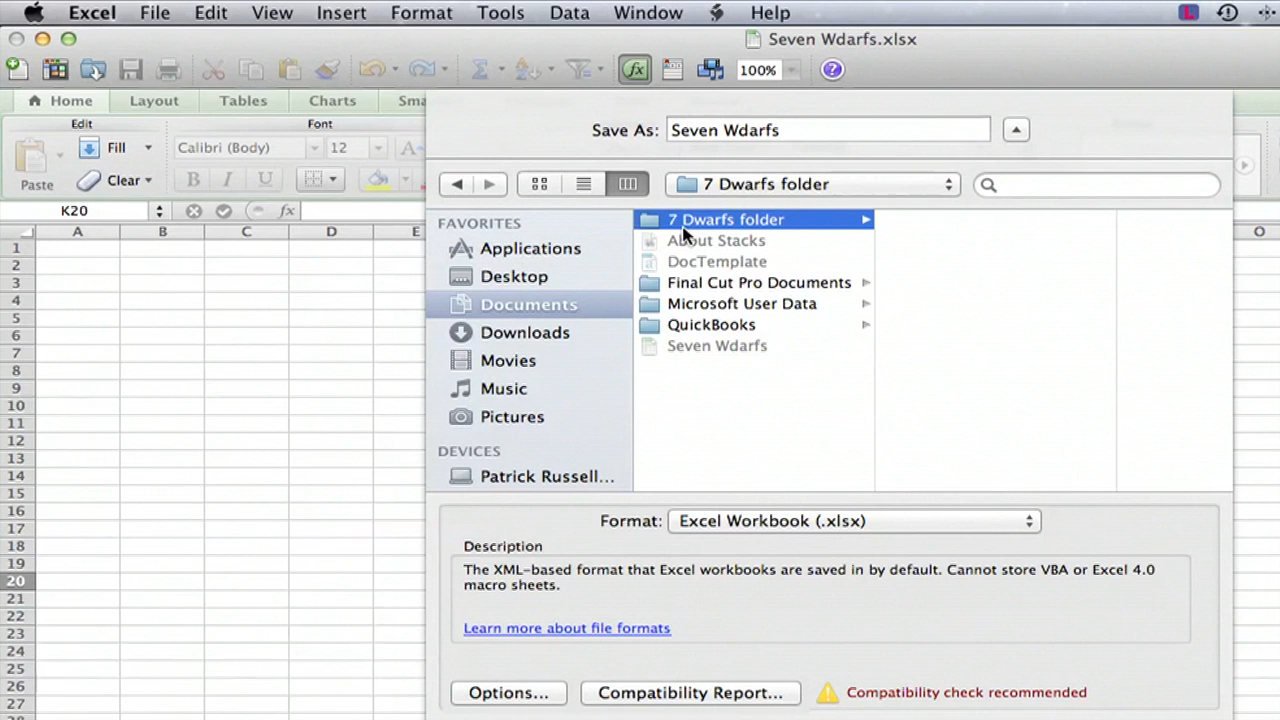 Excel File Edit View Insert Format Tools Data Window Help
Seven Wdarfs.xlsx
fx 100% ?
Home Layout Tables Charts Sma
Edit Font
Paste Fill Clear Calibri (Body) 12 A
B I U
K20 fx
A B C D E O
1
2
3
4
5
6
7
8
9
10
11
12
13
14
15
16
17
18
19
20
21
22
23
24
25
26
27
28
Save As: Seven Wdarfs
7 Dwarfs folder
FAVORITES
Applications
Desktop
Documents
Downloads
Movies
Music
Pictures
DEVICES
Patrick Russell...
7 Dwarfs folder
About Stacks
DocTemplate
Final Cut Pro Documents
Microsoft User Data
QuickBooks
Seven Wdarfs
Format: Excel Workbook (.xlsx)
Description
The XML-based format that Excel workbooks are saved in by default. Cannot store VBA or Excel 4.0
macro sheets.
Learn more about file formats
Options... Compatibility Report... Compatibility check recommended